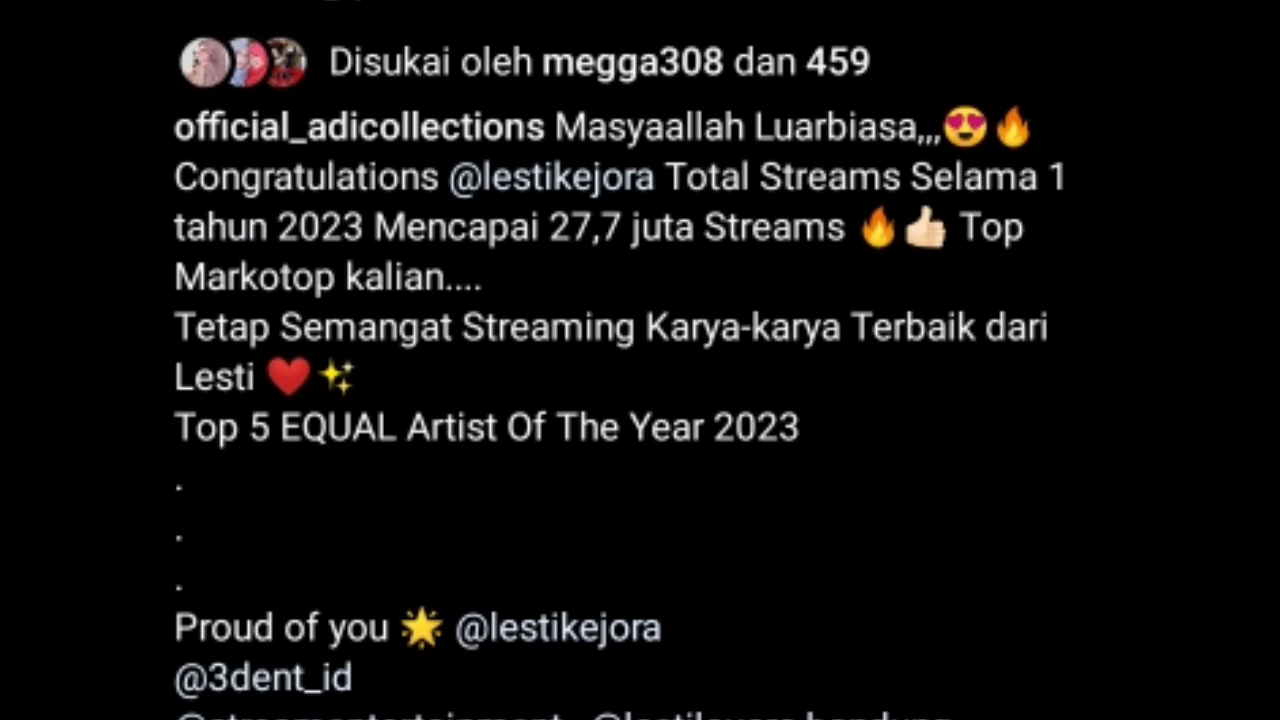 Disukai oleh megga308 dan 459
official_adicollections Masyaallah Luarbiasa,,,😍🔥
Congratulations @lestikejora Total Streams Selama 1
tahun 2023 Mencapai 27,7 juta Streams 🔥👍🏻 Top
Markotop kalian....
Tetap Semangat Streaming Karya-karya Terbaik dari
Lesti ❤️✨
Top 5 EQUAL Artist Of The Year 2023
.
.
.
Proud of you 🌟 @lestikejora
@3dent_id